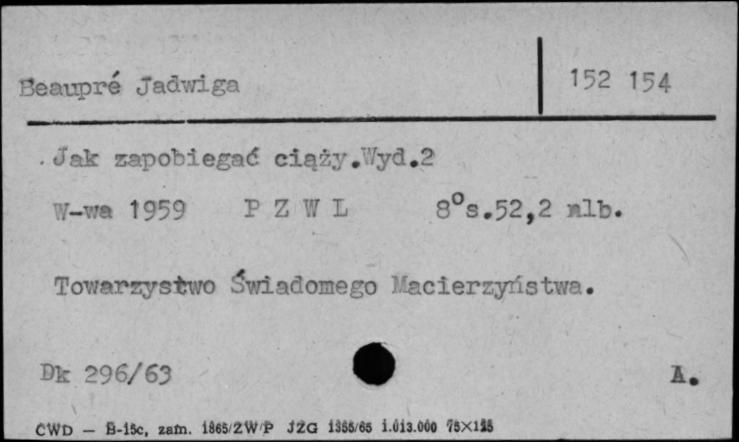 Beaupré Jadwiga 152 154
Jak zapobiegać ciąży.Wyd.2
W-wa 1959 P Z W L 8°s.52,2 nlb.
Towarzystwo Świadomego Macierzyństwa.
Dk 296/63 A.
CWD — B-15c, zam. 1865/ZW/P JZG 1355/65 1.013.000 75×125